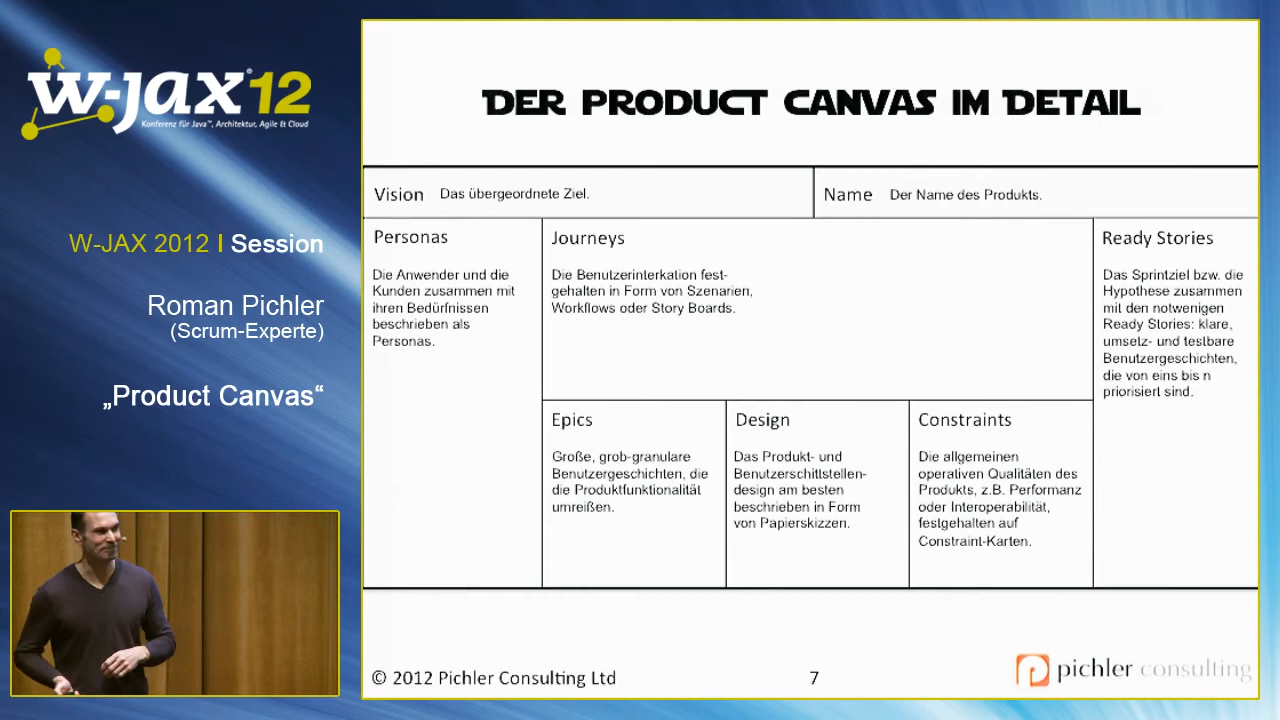 w-jax® 12
Konferenz für Java™, Architektur, Agile & Cloud
W-JAX 2012 I Session
Roman Pichler
(Scrum-Experte)
„Product Canvas“
DER PRODUCT CANVAS IM DETAIL
Vision Das übergeordnete Ziel.
Name Der Name des Produkts.
Personas
Die Anwender und die
Kunden zusammen mit
ihren Bedürfnissen
beschrieben als
Personas.
Journeys
Die Benutzerinterkation fest-
gehalten in Form von Szenarien,
Workflows oder Story Boards.
Epics
Große, grob-granulare
Benutzergeschichten, die
die Produktfunktionalität
umreißen.
Design
Das Produkt- und
Benutzerschittstellen-
design am besten
beschrieben in Form
von Papierskizzen.
Constraints
Die allgemeinen
operativen Qualitäten des
Produkts, z.B. Performanz
oder Interoperabilität,
festgehalten auf
Constraint-Karten.
Ready Stories
Das Sprintziel bzw. die
Hypothese zusammen
mit den notwenigen
Ready Stories: klare,
umsetz- und testbare
Benutzergeschichten,
die von eins bis n
priorisiert sind.
© 2012 Pichler Consulting Ltd
7
pichler consulting